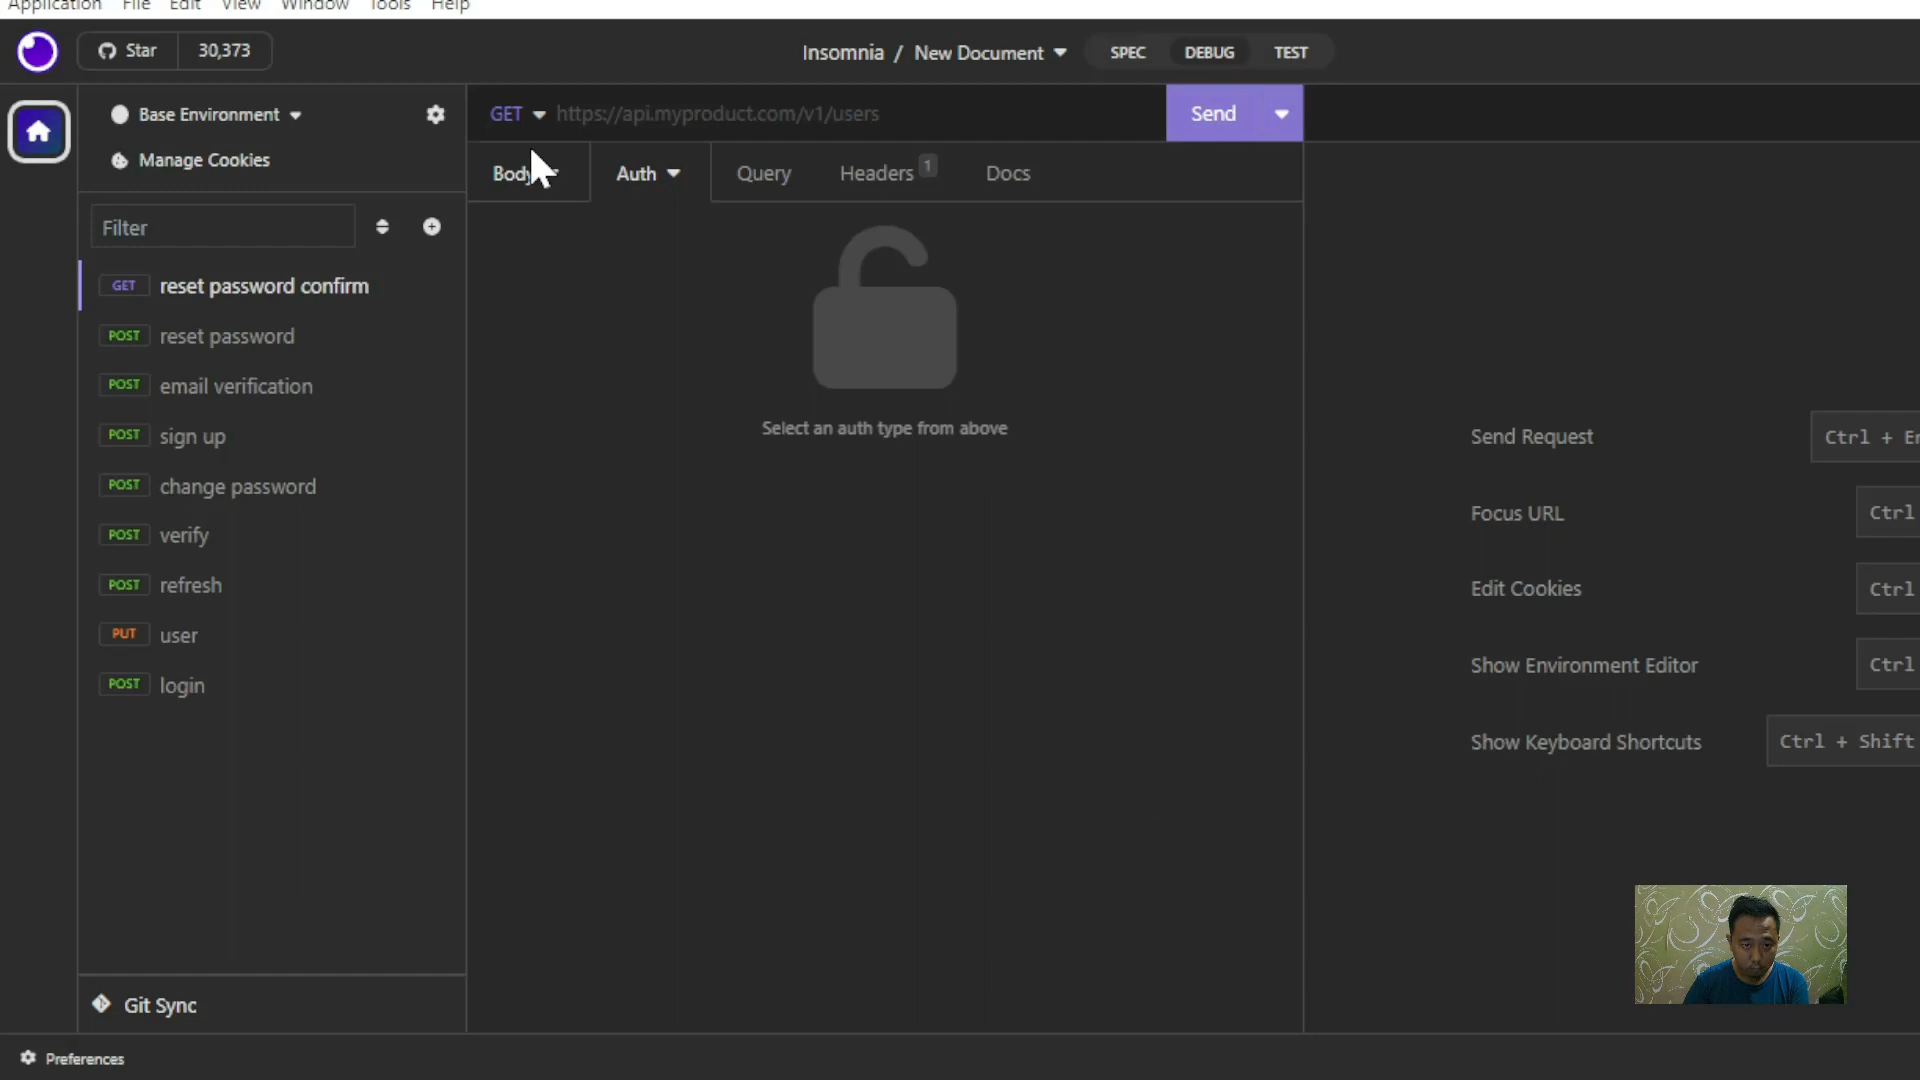 Application File Edit View Window Tools Help
Star 30,373
Insomnia / New Document
SPEC DEBUG TEST
Base Environment
Manage Cookies
GET https://api.myproduct.com/v1/users
Send
Body Auth Query Headers 1 Docs
Filter
GET reset password confirm
POST reset password
POST email verification
POST sign up
POST change password
POST verify
POST refresh
PUT user
POST login
Select an auth type from above
Send Request Ctrl + En
Focus URL Ctrl
Edit Cookies Ctrl
Show Environment Editor Ctrl
Show Keyboard Shortcuts Ctrl + Shift
Git Sync
Preferences